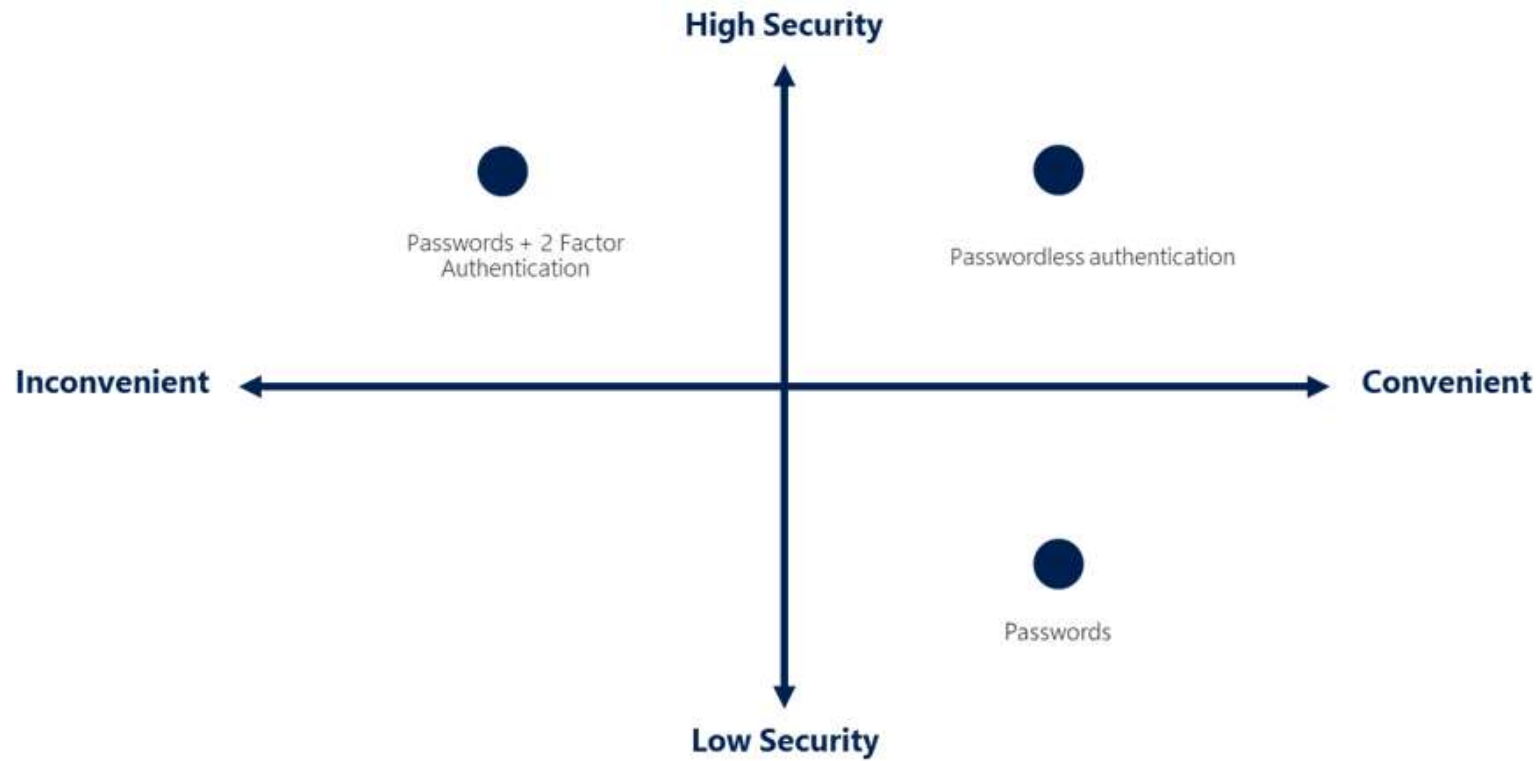 High Security
Passwords + 2 Factor
Authentication
Passwordless authentication
Inconvenient
Convenient
Passwords
Low Security